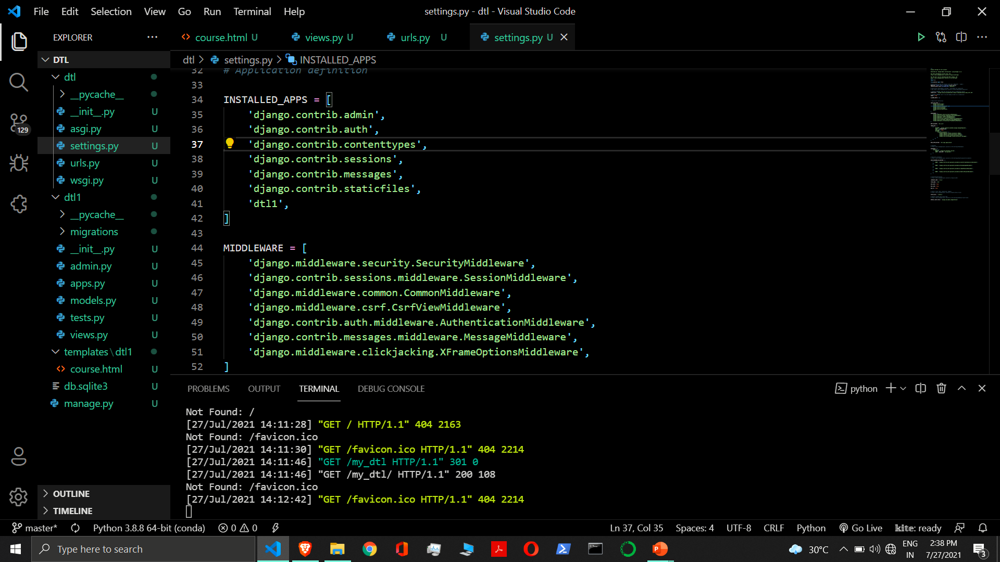 File Edit Selection View Go Run Terminal Help
settings.py - dtl - Visual Studio Code
EXPLORER
course.html U
views.py U
urls.py U
settings.py U
DTL
dtl > settings.py > INSTALLED_APPS
dtl
__pycache__
__init__.py U
asgi.py U
settings.py U
urls.py U
wsgi.py U
dtl1
__pycache__
migrations
__init__.py U
admin.py U
apps.py U
models.py U
tests.py U
views.py U
templates\dtl1
course.html U
db.sqlite3 U
manage.py U
OUTLINE
TIMELINE
129
32 # Application definition
33
34 INSTALLED_APPS = [
35 'django.contrib.admin',
36 'django.contrib.auth',
37 'django.contrib.contenttypes',
38 'django.contrib.sessions',
39 'django.contrib.messages',
40 'django.contrib.staticfiles',
41 'dtl1',
42 ]
43
44 MIDDLEWARE = [
45 'django.middleware.security.SecurityMiddleware',
46 'django.contrib.sessions.middleware.SessionMiddleware',
47 'django.middleware.common.CommonMiddleware',
48 'django.middleware.csrf.CsrfViewMiddleware',
49 'django.contrib.auth.middleware.AuthenticationMiddleware',
50 'django.contrib.messages.middleware.MessageMiddleware',
51 'django.middleware.clickjacking.XFrameOptionsMiddleware',
52 ]
PROBLEMS OUTPUT TERMINAL DEBUG CONSOLE
python
Not Found: /
[27/Jul/2021 14:11:28] "GET / HTTP/1.1" 404 2163
Not Found: /favicon.ico
[27/Jul/2021 14:11:30] "GET /favicon.ico HTTP/1.1" 404 2214
[27/Jul/2021 14:11:46] "GET /my_dtl HTTP/1.1" 301 0
[27/Jul/2021 14:11:46] "GET /my_dtl/ HTTP/1.1" 200 108
Not Found: /favicon.ico
[27/Jul/2021 14:12:42] "GET /favicon.ico HTTP/1.1" 404 2214
master* Python 3.8.8 64-bit (conda) 0 0
Ln 37, Col 35 Spaces: 4 UTF-8 CRLF Python Go Live kite: ready
Type here to search
30°C
ENG
IN
2:38 PM
7/27/2021
3